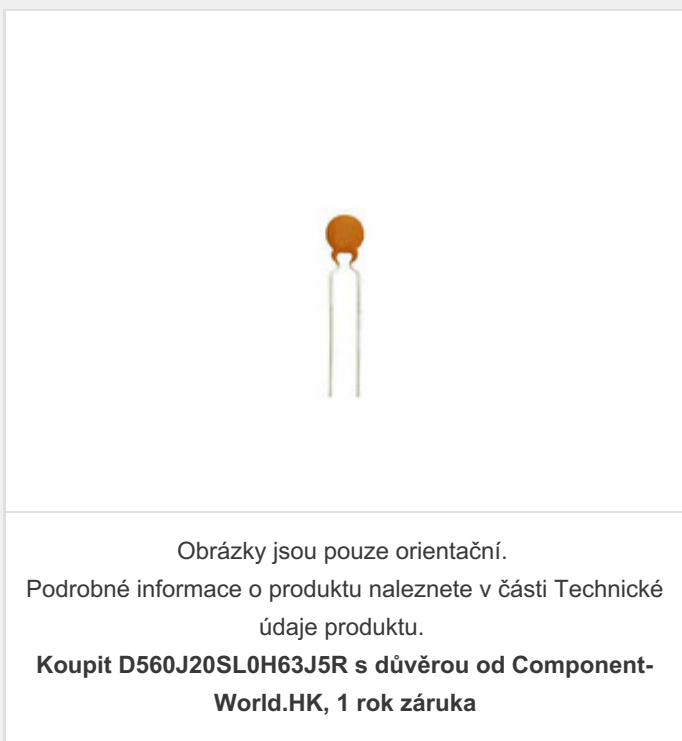 Obrázky jsou pouze orientační.
Podrobné informace o produktu naleznete v části Technické
údaje produktu.
Koupit D560J20SL0H63J5R s důvěrou od Component-
World.HK, 1 rok záruka